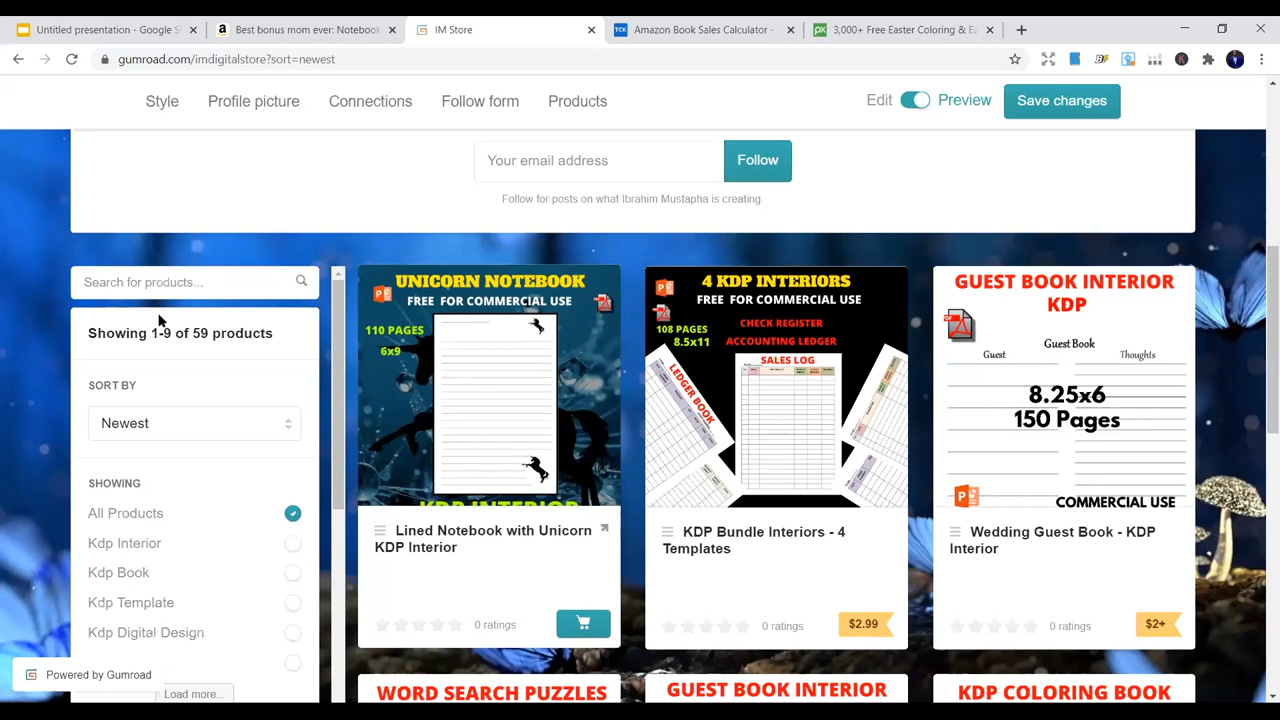 Untitled presentation - Google S
Best bonus mom ever: Notebook
IM Store
Amazon Book Sales Calculator -
3,000+ Free Easter Coloring & Ea
gumroad.com/imdigitalstore?sort=newest
Style
Profile picture
Connections
Follow form
Products
Edit
Preview
Save changes
Your email address
Follow
Follow for posts on what Ibrahim Mustapha is creating.
Search for products...
Showing 1-9 of 59 products
SORT BY
Newest
SHOWING
All Products
Kdp Interior
Kdp Book
Kdp Template
Kdp Digital Design
Load more...
Powered by Gumroad
UNICORN NOTEBOOK
FREE FOR COMMERCIAL USE
110 PAGES
6x9
KDP INTERIOR
Lined Notebook with Unicorn
KDP Interior
0 ratings
4 KDP INTERIORS
FREE FOR COMMERCIAL USE
108 PAGES
8.5x11
CHECK REGISTER
ACCOUNTING LEDGER
SALES LOG
LEDGER BOOK
KDP Bundle Interiors - 4
Templates
0 ratings
$2.99
GUEST BOOK INTERIOR
KDP
Guest Book
Guest
Thoughts
8.25x6
150 Pages
COMMERCIAL USE
Wedding Guest Book - KDP
Interior
0 ratings
$2+
WORD SEARCH PUZZLES
GUEST BOOK INTERIOR
KDP COLORING BOOK